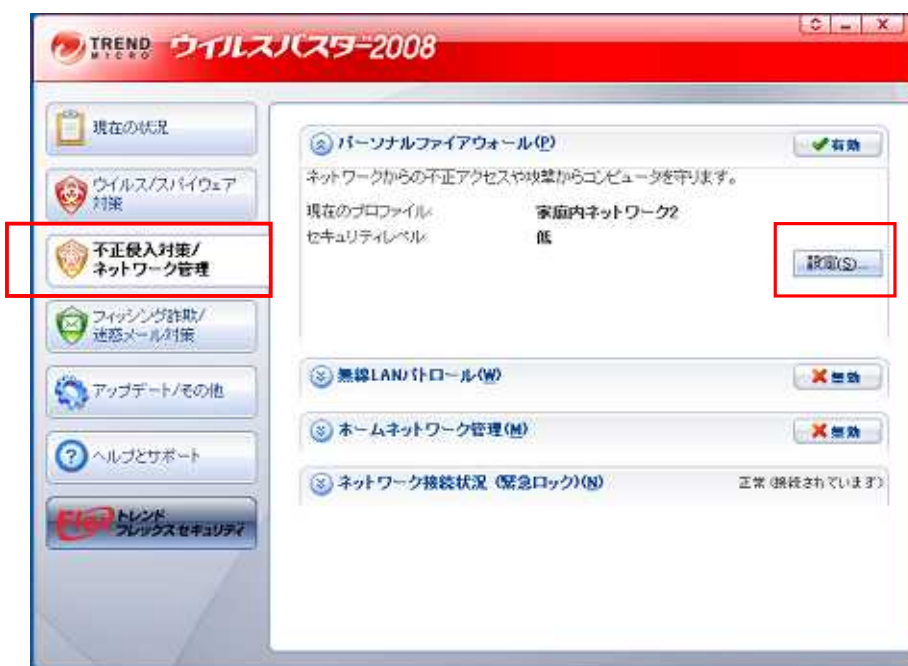 TREND MICRO ウイルスバスター2008
現在の状況
ウイルス/スパイウェア
対策
不正侵入対策/
ネットワーク管理
フィッシング詐欺/
迷惑メール対策
アップデート/その他
ヘルプとサポート
Flex トレンド
フレックス セキュリティ
パーソナルファイアウォール(P)
有効
ネットワークからの不正アクセスや攻撃からコンピュータを守ります。
現在のプロファイル: 家庭内ネットワーク2
セキュリティレベル: 低
設定(S)...
無線LANパトロール(W)
無効
ホームネットワーク管理(M)
無効
ネットワーク接続状況 (緊急ロック)(N)
正常 (接続されています)